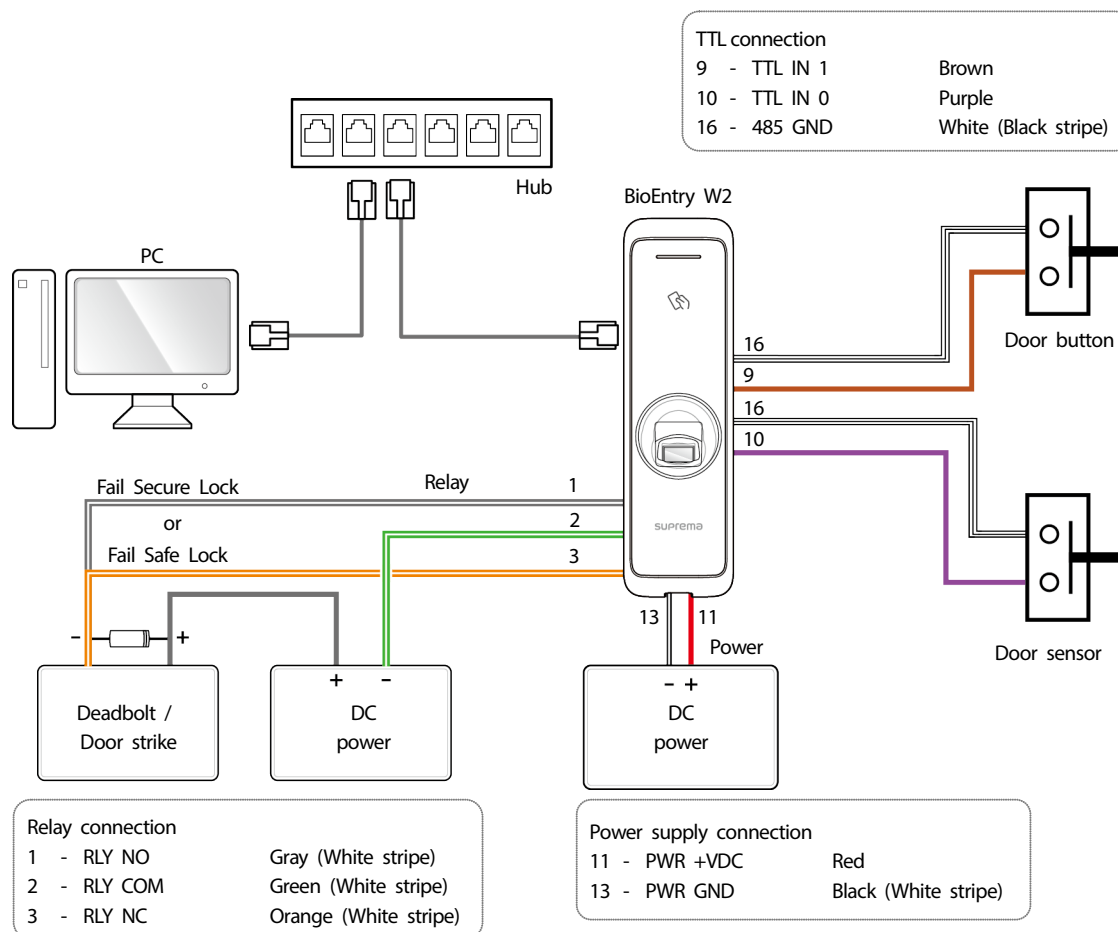 TTL connection
9 - TTL IN 1 Brown
10 - TTL IN 0 Purple
16 - 485 GND White (Black stripe)
Hub
BioEntry W2
PC
Door button
16
9
16
10
Fail Secure Lock
Relay
1
or
2
Fail Safe Lock
3
suprema
13
11
Power
Door sensor
- +
+ -
- +
Deadbolt /
Door strike
DC
power
DC
power
Relay connection
1 - RLY NO Gray (White stripe)
2 - RLY COM Green (White stripe)
3 - RLY NC Orange (White stripe)
Power supply connection
11 - PWR +VDC Red
13 - PWR GND Black (White stripe)